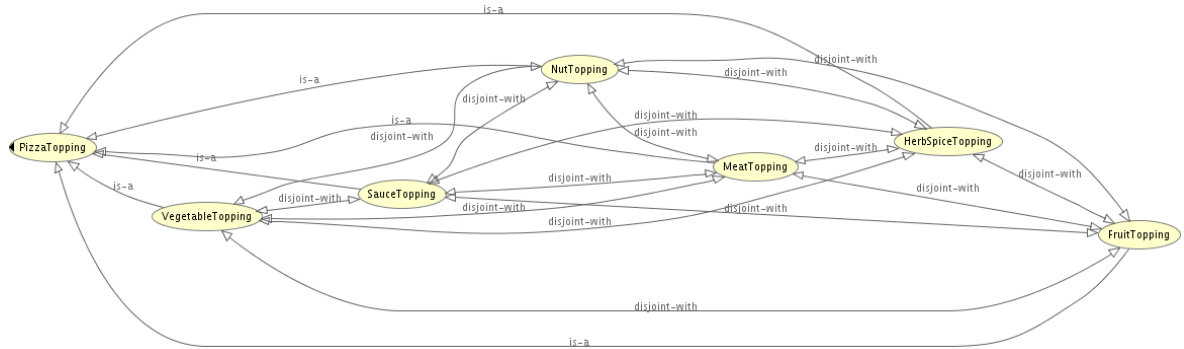 is-a
disjoint-with
NutTopping
is-a
disjoint-with
disjoint-with
disjoint-with
is-a
disjoint-with
disjoint-with
HerbSpiceTopping
PizzaTopping
is-a
disjoint-with
MeatTopping
is-a
SauceTopping
disjoint-with
disjoint-with
disjoint-with
disjoint-with
disjoint-with
VegetableTopping
disjoint-with
FruitTopping
disjoint-with
is-a